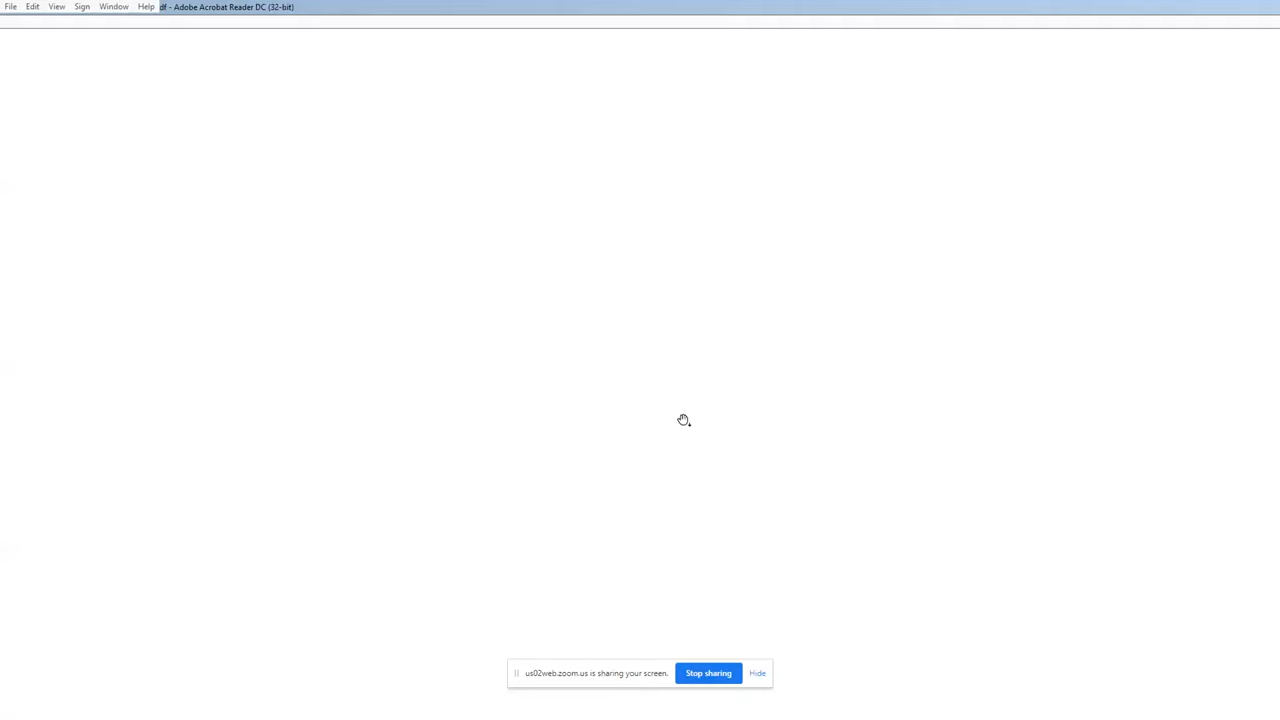 File Edit View Sign Window Help df - Adobe Acrobat Reader DC (32-bit)
us02web.zoom.us is sharing your screen. Stop sharing Hide